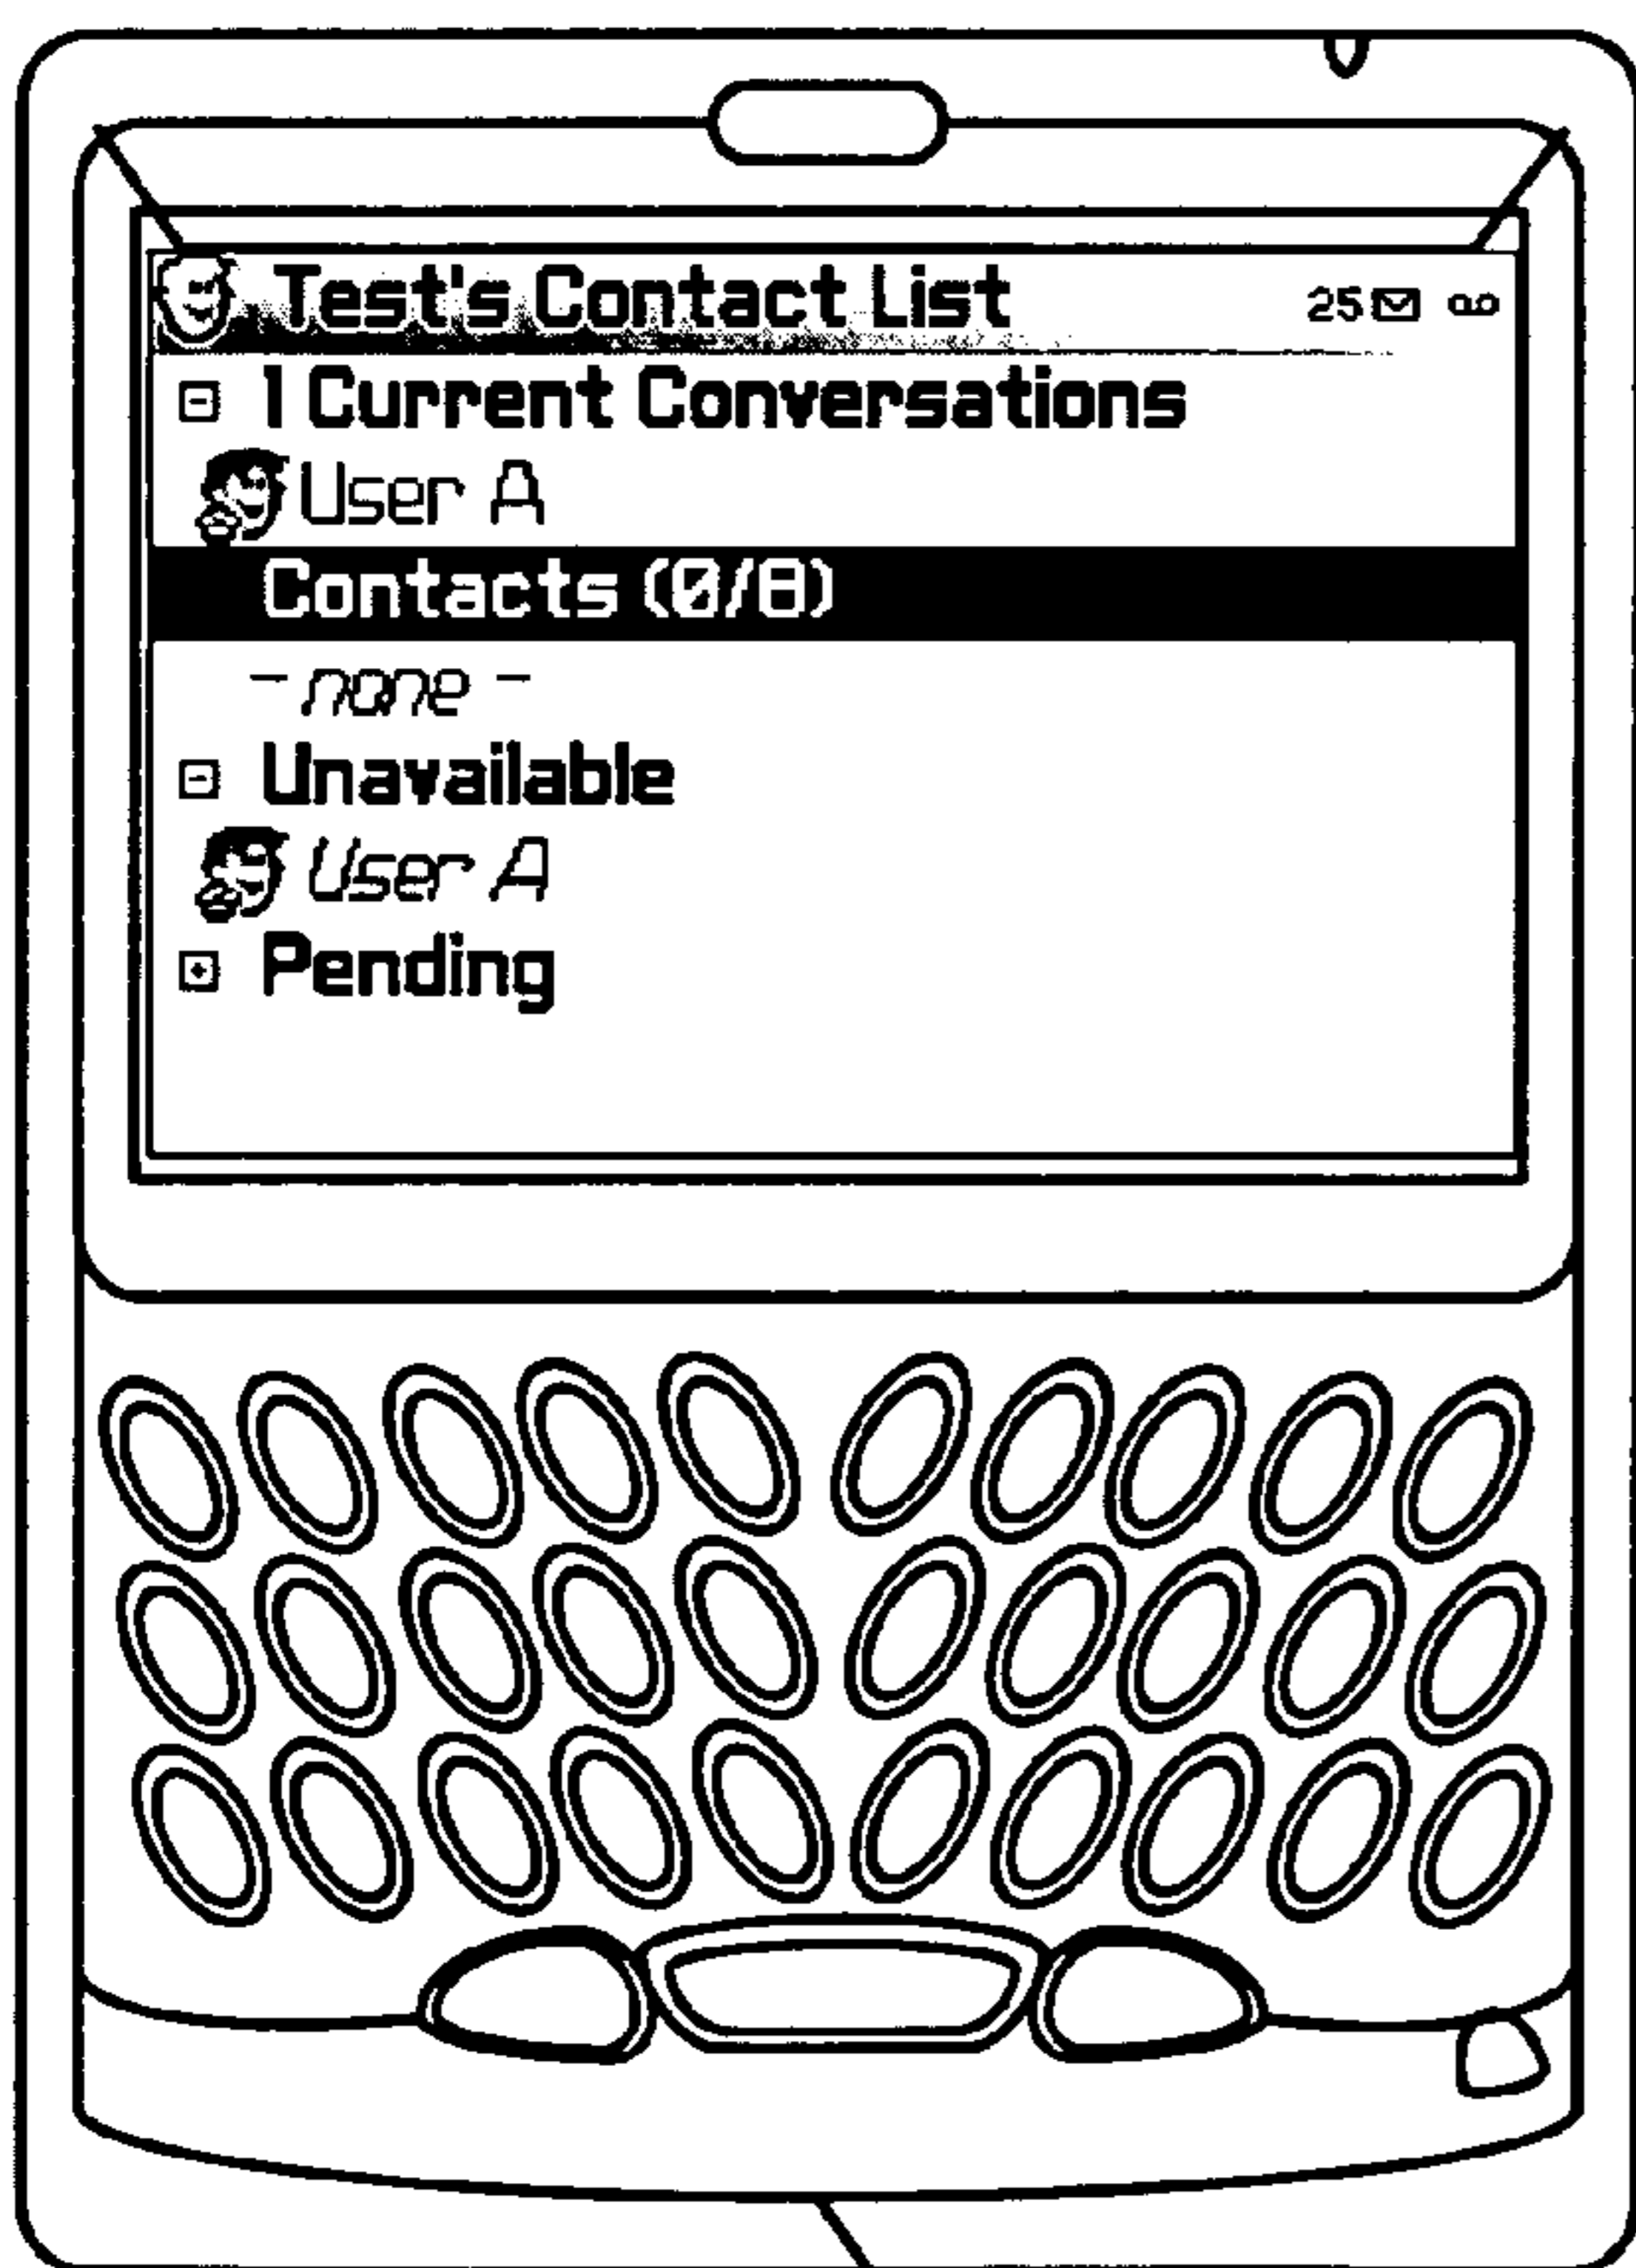 Test's Contact List 25
1 Current Conversations
User A
Contacts (0/8)
- none -
Unavailable
User A
Pending